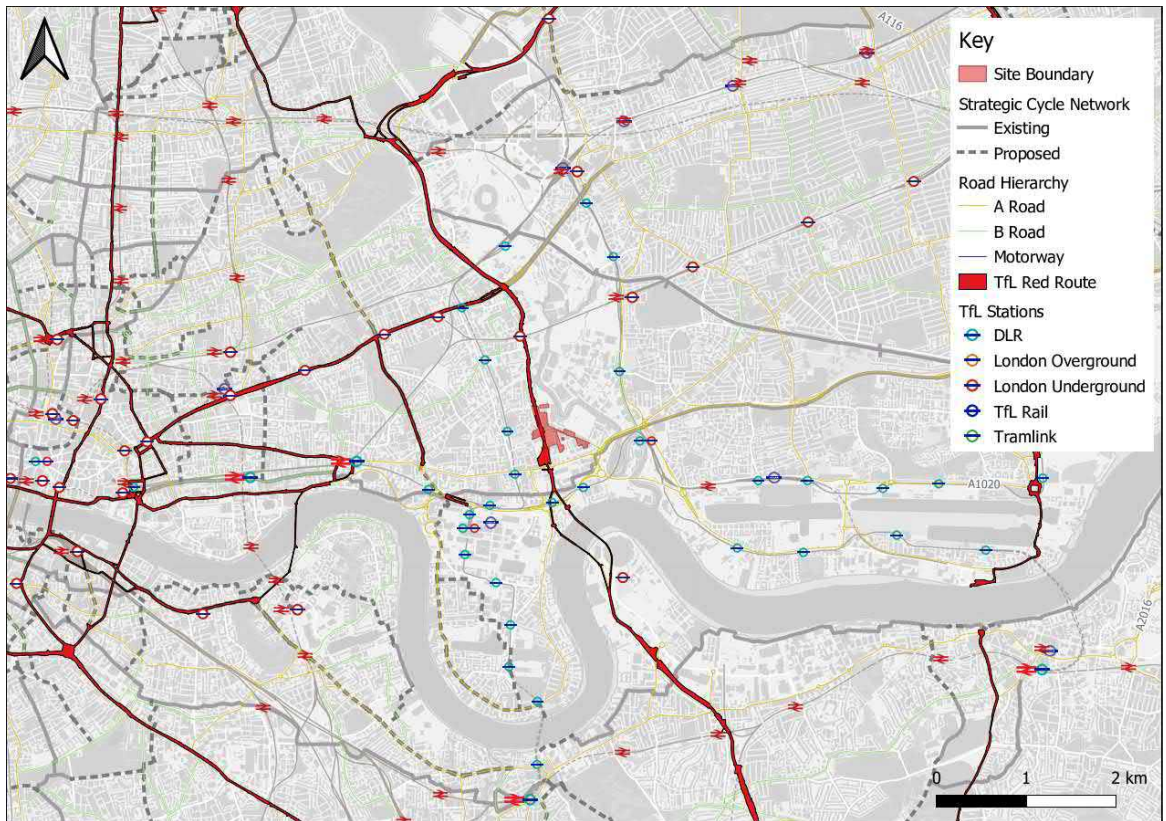 A116
Key
Site Boundary
Strategic Cycle Network
Existing
Proposed
Road Hierarchy
A Road
B Road
Motorway
TfL Red Route
TfL Stations
DLR
London Overground
London Underground
TfL Rail
Tramlink
A1020
A2016
0 1 2 km